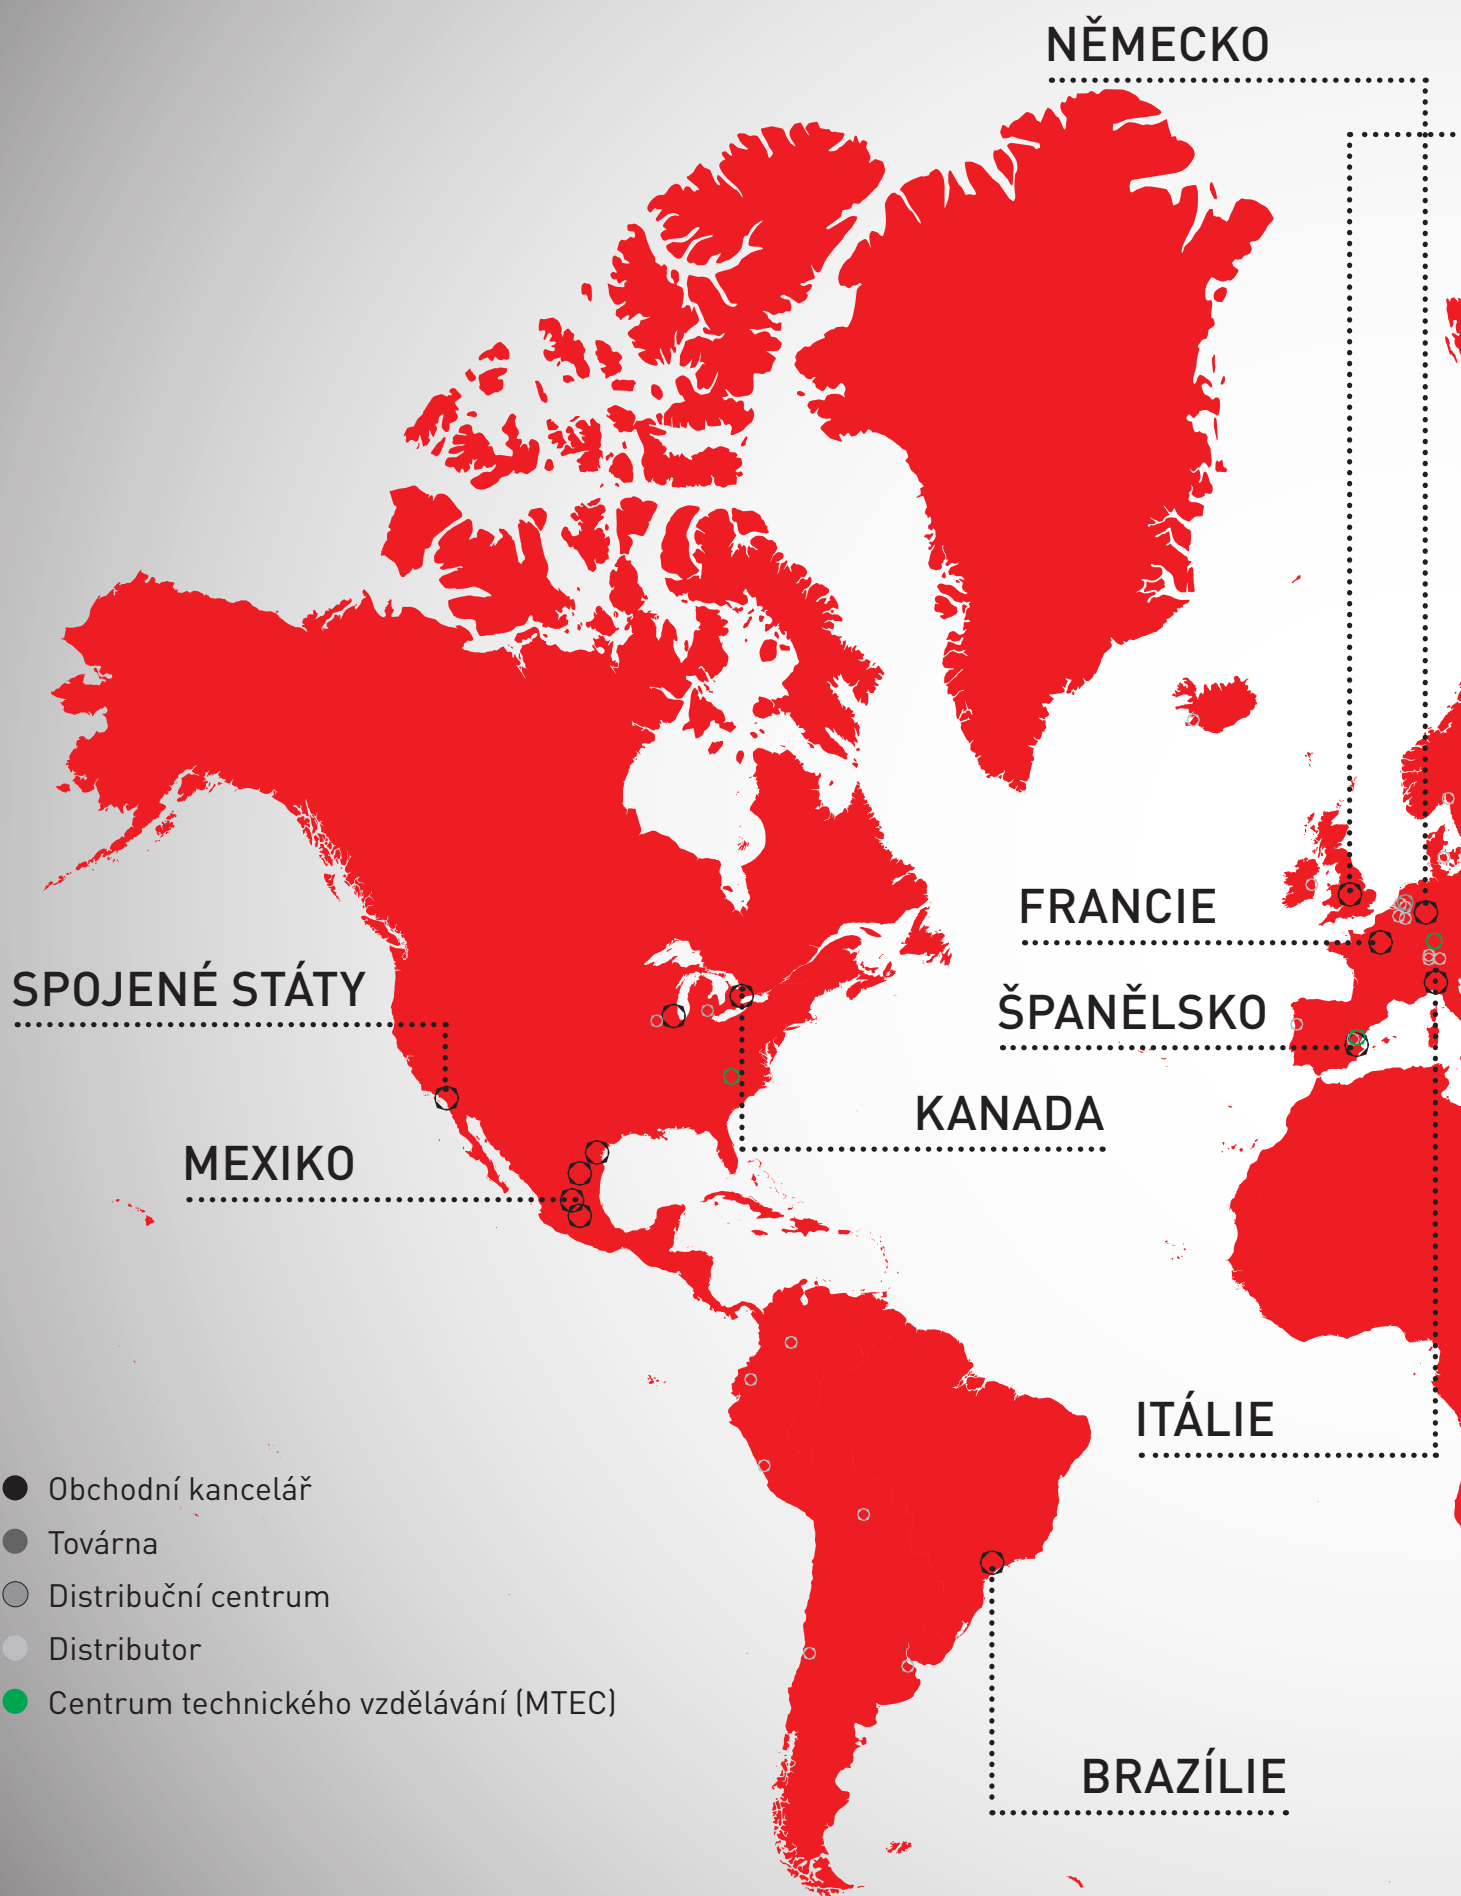 NĚMECKO
FRANCIE
SPOJENÉ STÁTY
ŠPANĚLSKO
KANADA
MEXIKO
ITÁLIE
Obchodní kancelář
Továrna
Distribuční centrum
Distributor
Centrum technického vzdělávání (MTEC)
BRAZÍLIE